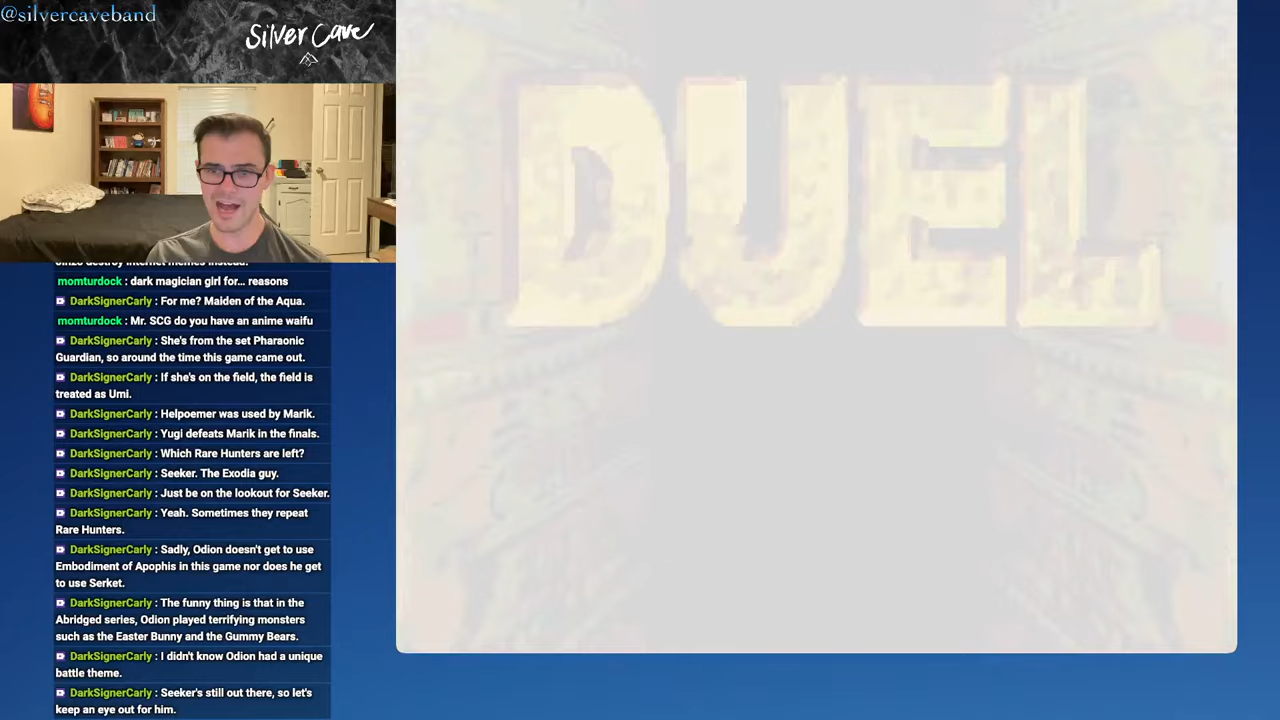 @silvercaveband
Silver Cave
DUEL
Jinzo destroy internet memes instead.
momturdock : dark magician girl for... reasons
DarkSignerCarly : For me? Maiden of the Aqua.
momturdock : Mr. SCG do you have an anime waifu
DarkSignerCarly : She's from the set Pharaonic
Guardian, so around the time this game came out.
DarkSignerCarly : If she's on the field, the field is
treated as Umi.
DarkSignerCarly : Helpoemer was used by Marik.
DarkSignerCarly : Yugi defeats Marik in the finals.
DarkSignerCarly : Which Rare Hunters are left?
DarkSignerCarly : Seeker. The Exodia guy.
DarkSignerCarly : Just be on the lookout for Seeker.
DarkSignerCarly : Yeah. Sometimes they repeat
Rare Hunters.
DarkSignerCarly : Sadly, Odion doesn't get to use
Embodiment of Apophis in this game nor does he get
to use Serket.
DarkSignerCarly : The funny thing is that in the
Abridged series, Odion played terrifying monsters
such as the Easter Bunny and the Gummy Bears.
DarkSignerCarly : I didn't know Odion had a unique
battle theme.
DarkSignerCarly : Seeker's still out there, so let's
keep an eye out for him.